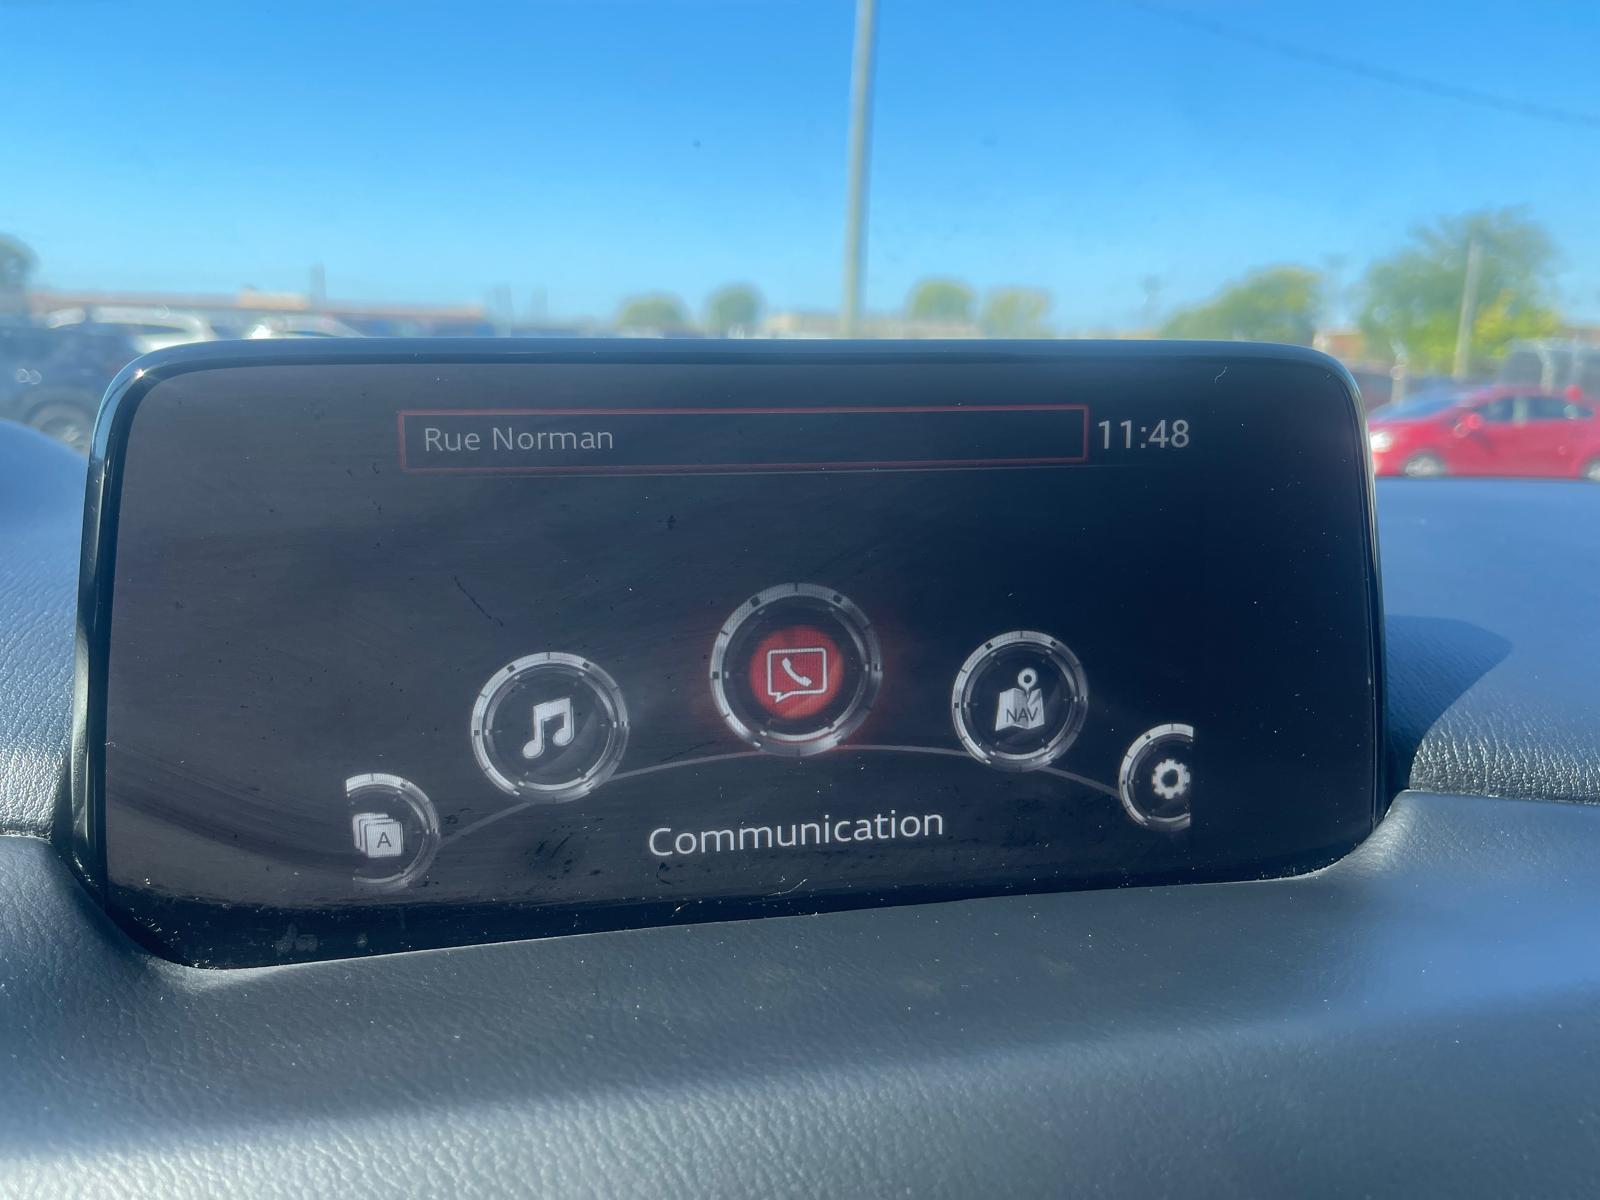 Rue Norman
11:48
NAV
A
Communication